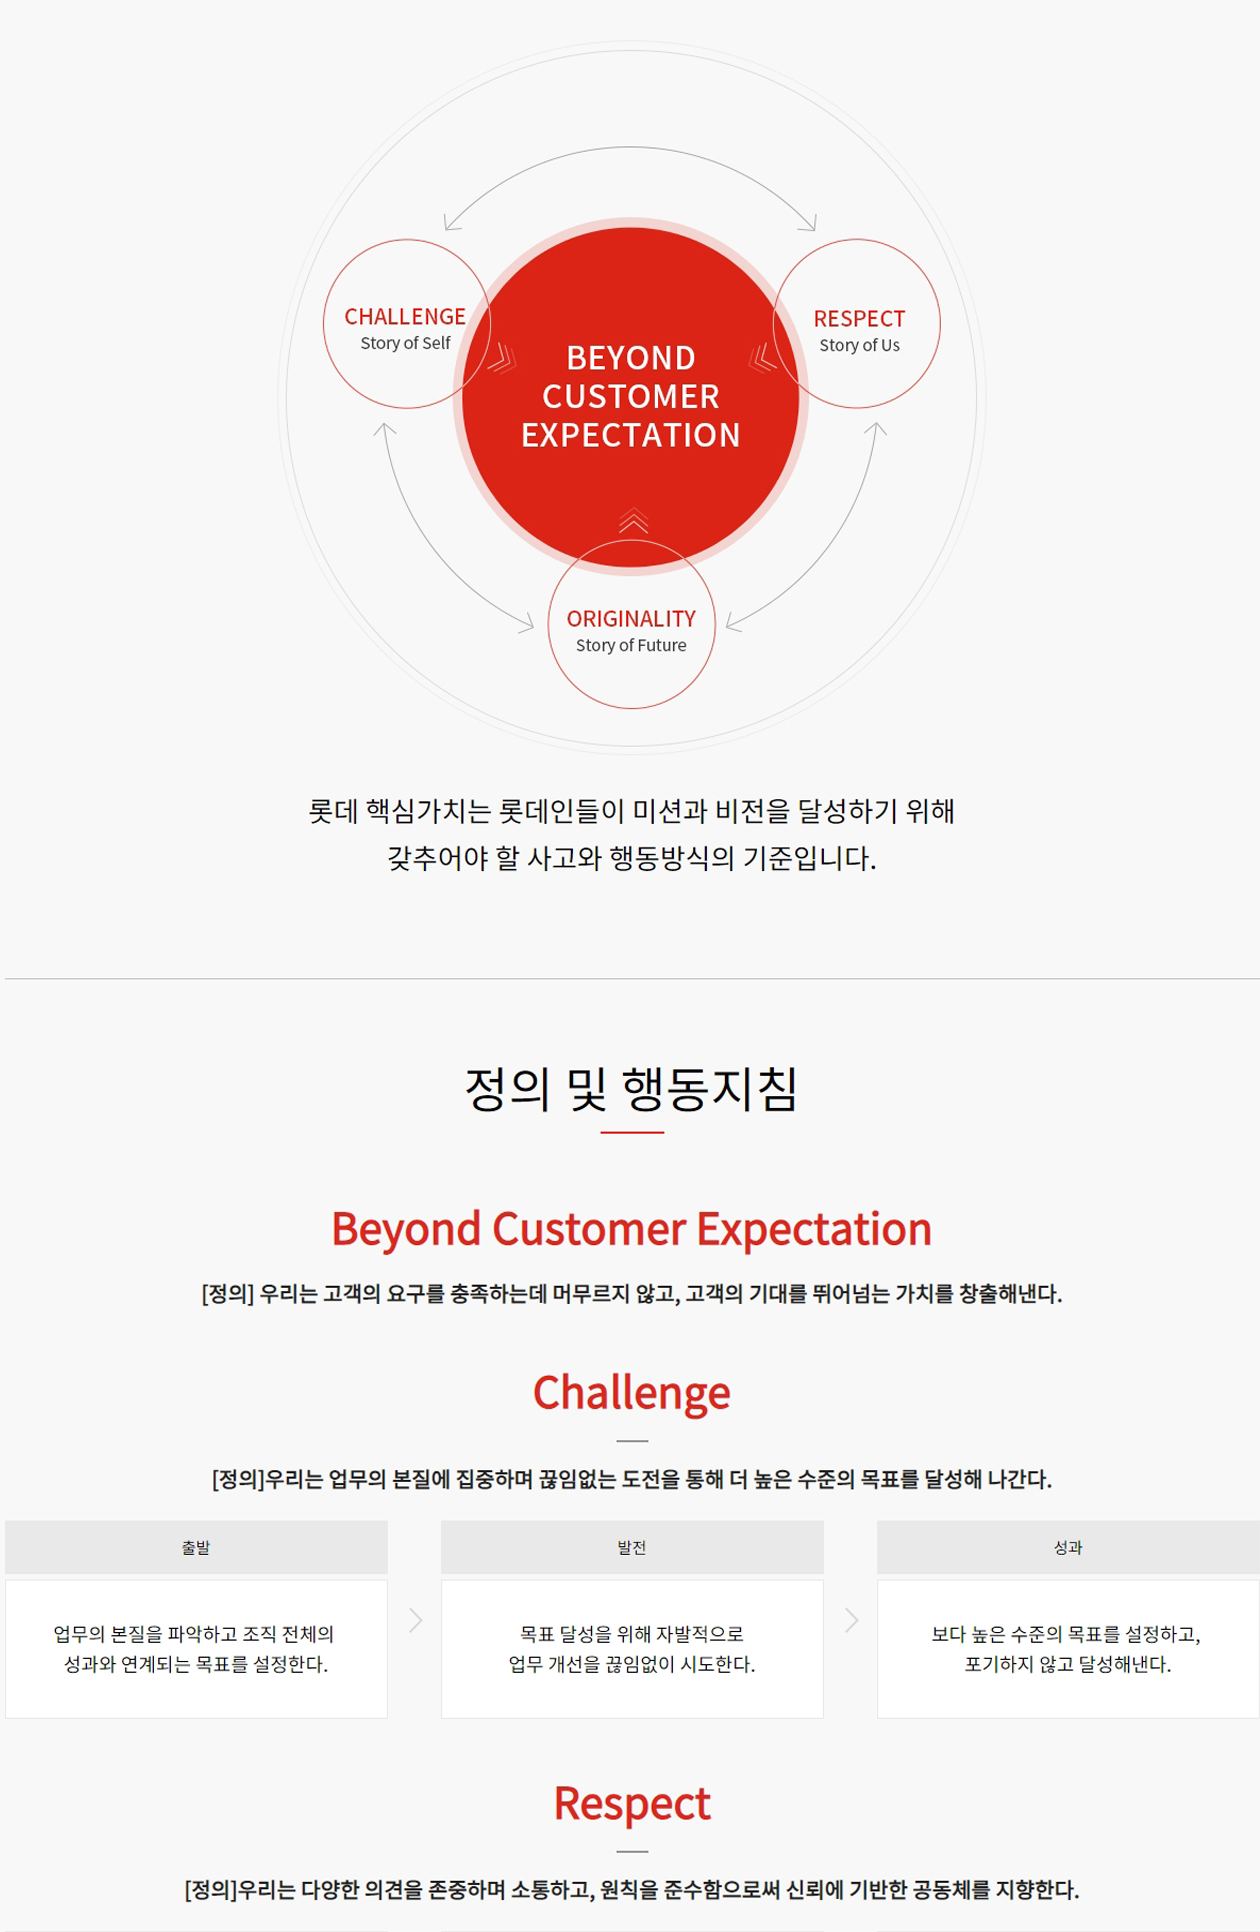 CHALLENGE
Story of Self
RESPECT
Story of Us
BEYOND
CUSTOMER
EXPECTATION
ORIGINALITY
Story of Future
롯데 핵심가치는 롯데인들이 미션과 비전을 달성하기 위해
갖추어야 할 사고와 행동방식의 기준입니다.
정의 및 행동지침
Beyond Customer Expectation
[정의] 우리는 고객의 요구를 충족하는데 머무르지 않고, 고객의 기대를 뛰어넘는 가치를 창출해낸다.
Challenge
[정의]우리는 업무의 본질에 집중하며 끊임없는 도전을 통해 더 높은 수준의 목표를 달성해 나간다.
출발
업무의 본질을 파악하고 조직 전체의
성과와 연계되는 목표를 설정한다.
발전
목표 달성을 위해 자발적으로
업무 개선을 끊임없이 시도한다.
성과
보다 높은 수준의 목표를 설정하고,
포기하지 않고 달성해낸다.
Respect
[정의]우리는 다양한 의견을 존중하며 소통하고, 원칙을 준수함으로써 신뢰에 기반한 공동체를 지향한다.